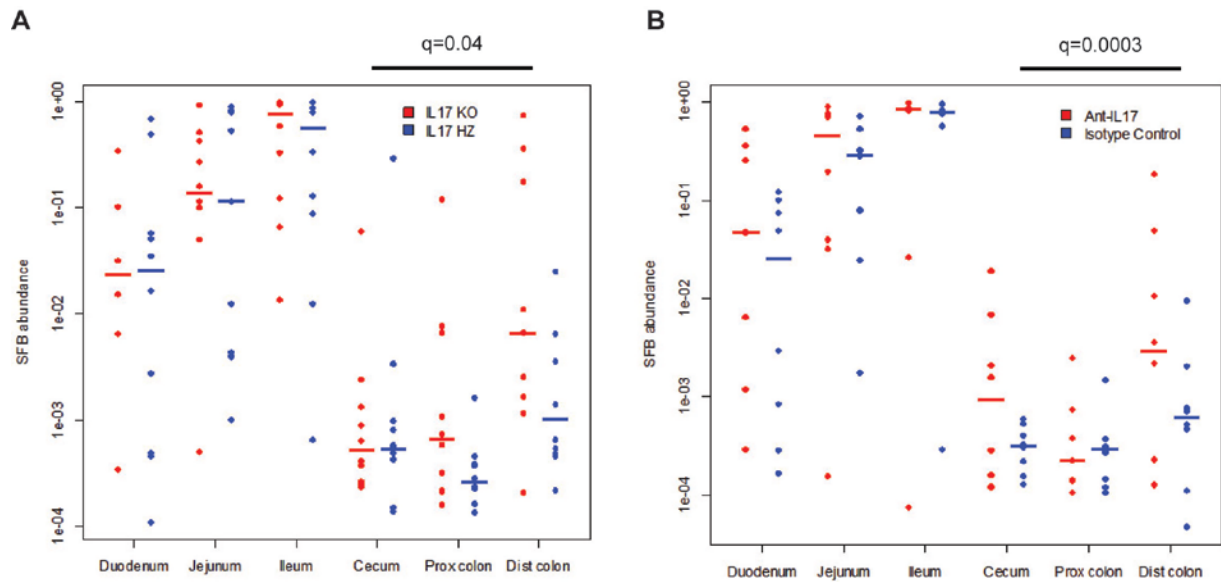 A
q=0.04
IL17 KO
IL17 HZ
SFB abundance
1e+00
1e-01
1e-02
1e-03
1e-04
Duodenum Jejunum Ileum Cecum Prox colon Dist colon
B
q=0.0003
Anti-IL17
Isotype Control
SFB abundance
1e+00
1e-01
1e-02
1e-03
1e-04
Duodenum Jejunum Ileum Cecum Prox colon Dist colon